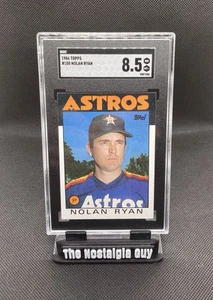 1986 TOPPS
#100 NOLAN RYAN
SGC
8.5
ASTROS
topps
Astros
P
NOLAN RYAN
The Nostalgia Guy